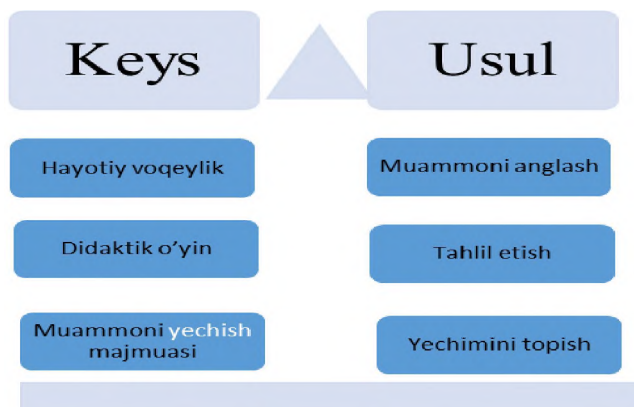 Keys
Usul
Hayotiy voqeylik
Muammoni anglash
Didaktik o'yin
Tahlil etish
Muammoni yechish
majmuasi
Yechimini topish